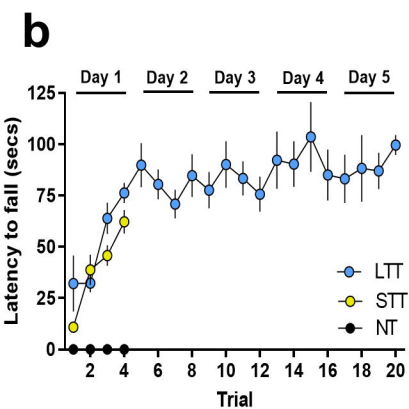 b
Day 1 Day 2 Day 3 Day 4 Day 5
Latency to fall (secs)
125
100
75
50
25
0
LTT
STT
NT
2 4 6 8 10 12 14 16 18 20
Trial